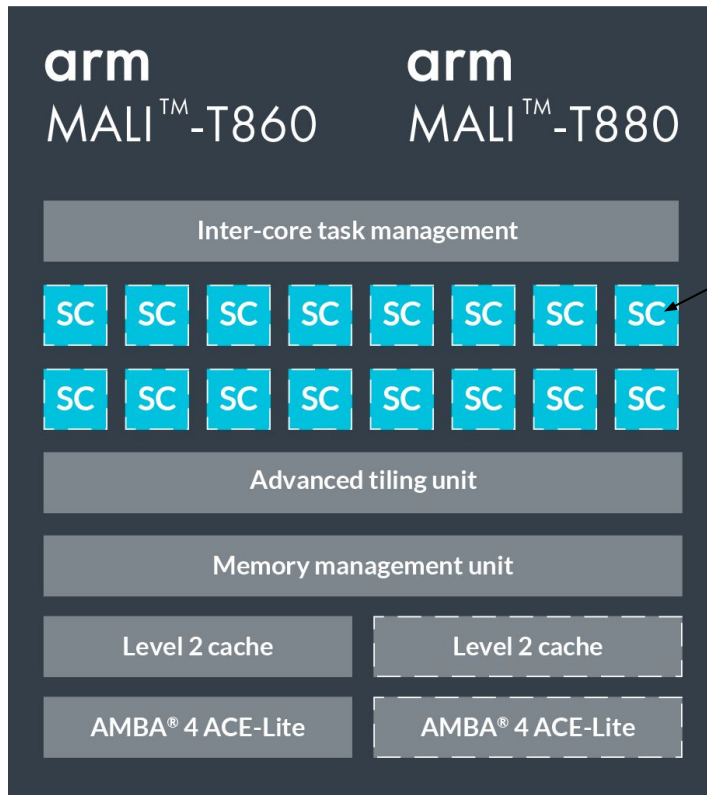 arm arm
MALI™-T860 MALI™-T880
Inter-core task management
SC SC SC SC SC SC SC SC
SC SC SC SC SC SC SC SC
Advanced tiling unit
Memory management unit
Level 2 cache Level 2 cache
AMBA® 4 ACE-Lite AMBA® 4 ACE-Lite